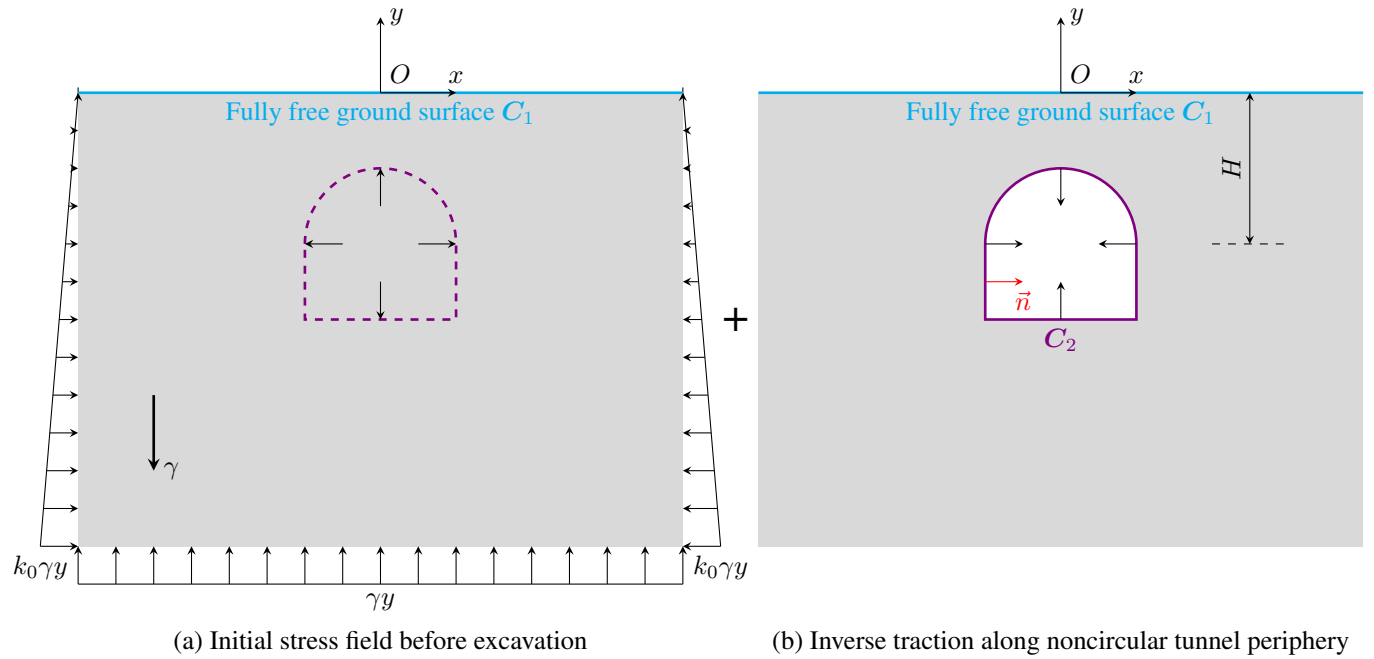 y
O
x
Fully free ground surface C₁
γ
k₀γy
k₀γy
γy
(a) Initial stress field before excavation
+
y
O
x
Fully free ground surface C₁
H
n⃗
C₂
(b) Inverse traction along noncircular tunnel periphery